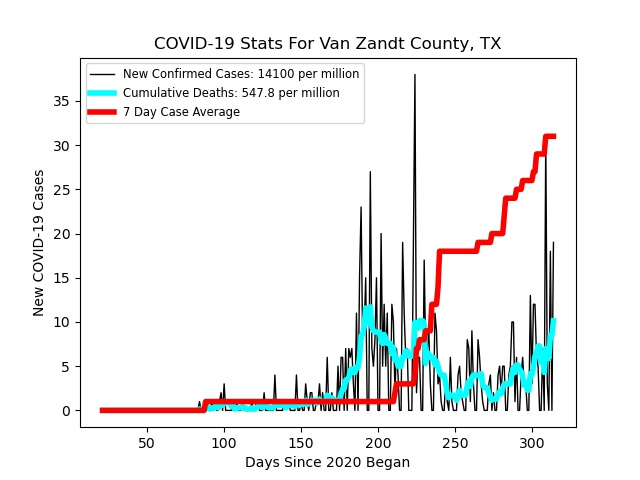 COVID-19 Stats For Van Zandt County, TX
New Confirmed Cases: 14100 per million
Cumulative Deaths: 547.8 per million
7 Day Case Average
New COVID-19 Cases
35
30
25
20
15
10
5
0
50 100 150 200 250 300
Days Since 2020 Began